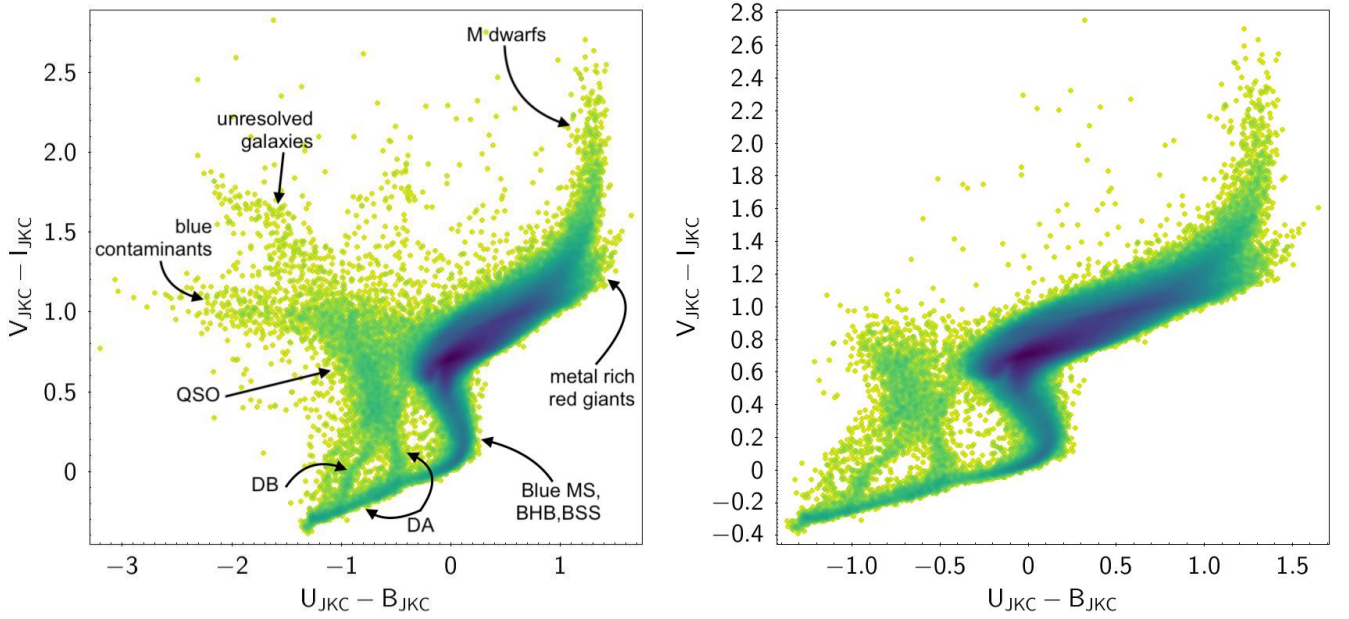 M dwarfs
unresolved
galaxies
blue
contaminants
QSO
metal rich
red giants
DB
DA
Blue MS,
BHB,BSS
2.5
2.0
1.5
1.0
0.5
0
V_JKC − I_JKC
−3 −2 −1 0 1
U_JKC − B_JKC
2.8
2.6
2.4
2.2
2.0
1.8
1.6
1.4
1.2
1.0
0.8
0.6
0.4
0.2
0
−0.2
−0.4
V_JKC − I_JKC
−1.0 −0.5 0 0.5 1.0 1.5
U_JKC − B_JKC